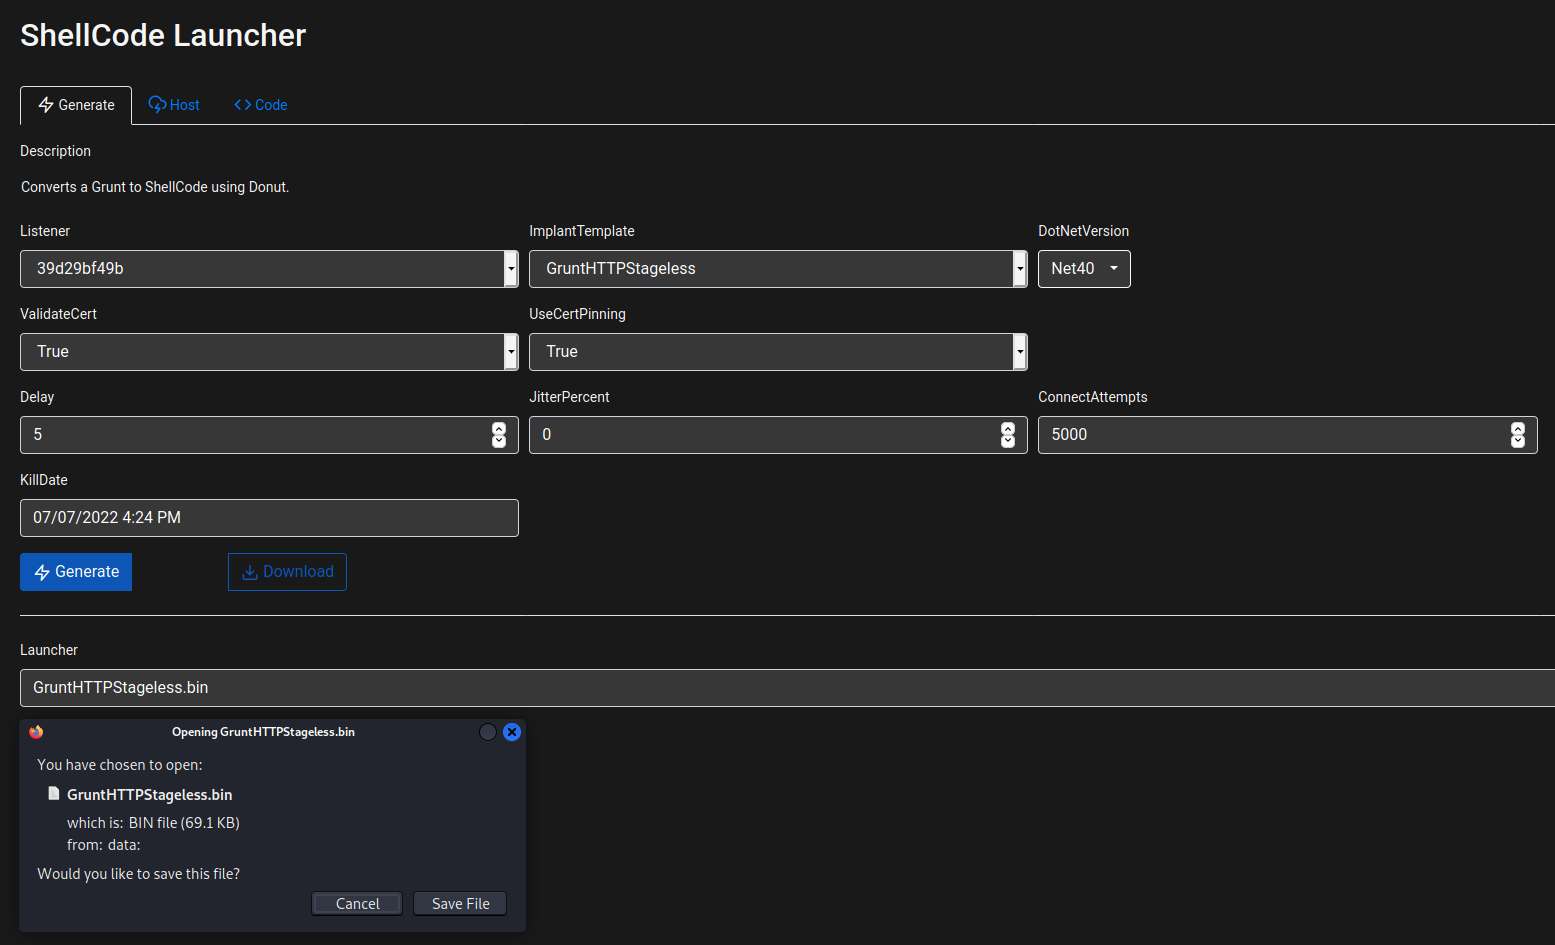 ShellCode Launcher
Generate Host Code
Description
Converts a Grunt to ShellCode using Donut.
Listener ImplantTemplate DotNetVersion
39d29bf49b GruntHTTPStageless Net40
ValidateCert UseCertPinning
True True
Delay JitterPercent ConnectAttempts
5 0 5000
KillDate
07/07/2022 4:24 PM
Generate Download
Launcher
GruntHTTPStageless.bin
Opening GruntHTTPStageless.bin
You have chosen to open:
GruntHTTPStageless.bin
which is: BIN file (69.1 KB)
from: data:
Would you like to save this file?
Cancel Save File